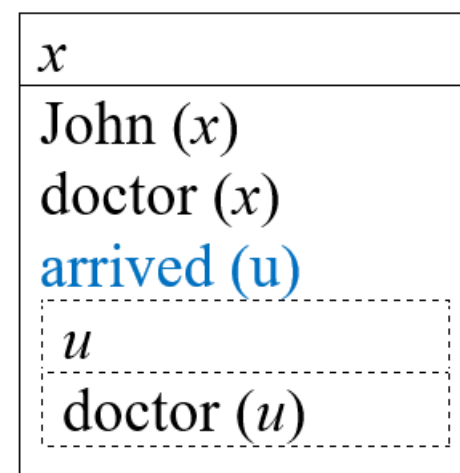 x
John (x)
doctor (x)
arrived (u)
u
doctor (u)